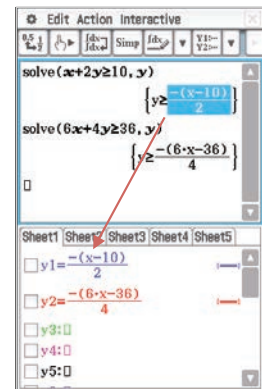 Edit Action Interactive
Simp
solve(x+2y≥10, y)
{y≥ -(x-10)/2}
solve(6x+4y≥36, y)
{y≥ -(6·x-36)/4}
Sheet1 Sheet2 Sheet3 Sheet4 Sheet5
y1= -(x-10)/2
y2= -(6·x-36)/4
y3:
y4:
y5: